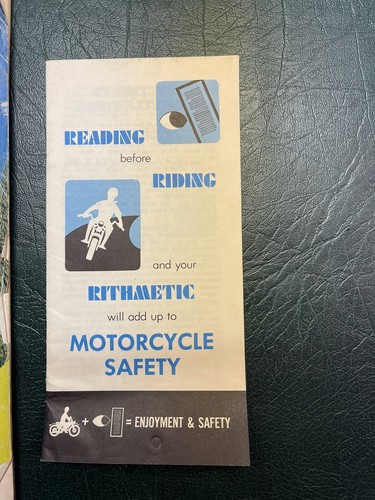 READING
before
RIDING
and your
RITHMETIC
will add up to
MOTORCYCLE
SAFETY
+ = ENJOYMENT & SAFETY